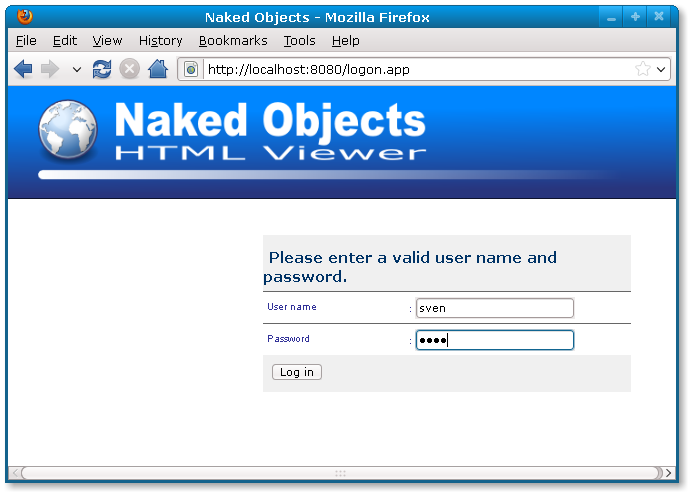 Naked Objects - Mozilla Firefox
File Edit View History Bookmarks Tools Help
http://localhost:8080/logon.app
Naked Objects
HTML Viewer
Please enter a valid user name and
password.
User name : sven
Password : ••••
Log in